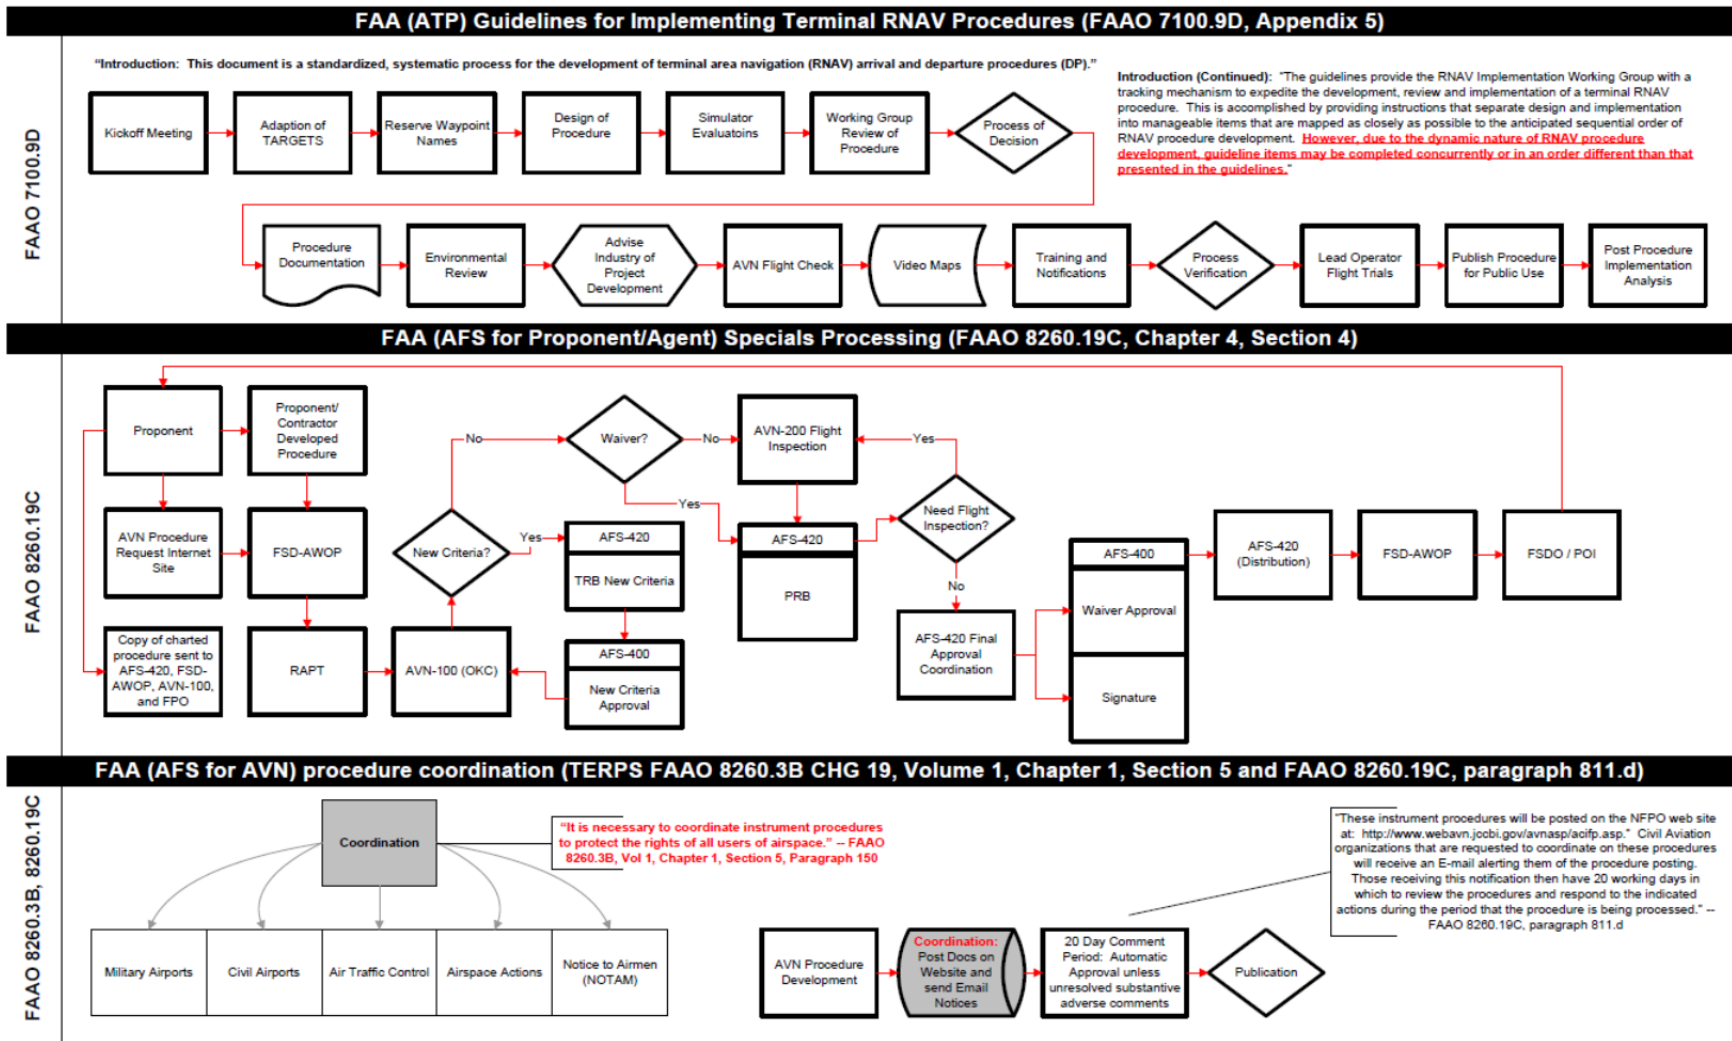 FAA (ATP) Guidelines for Implementing Terminal RNAV Procedures (FAAO 7100.9D, Appendix 5)
FAAO 7100.9D
"Introduction:  This document is a standardized, systematic process for the development of terminal area navigation (RNAV) arrival and departure procedures (DP)."
Introduction (Continued):  "The guidelines provide the RNAV Implementation Working Group with a
tracking mechanism to expedite the development, review and implementation of a terminal RNAV
procedure.  This is accomplished by providing instructions that separate design and implementation
into manageable items that are mapped as closely as possible to the anticipated sequential order of
RNAV procedure development.  However, due to the dynamic nature of RNAV procedure
development, guideline items may be completed concurrently or in an order different than that
presented in the guidelines."
Kickoff Meeting
Adaption of
TARGETS
Reserve Waypoint
Names
Design of
Procedure
Simulator
Evaluatoins
Working Group
Review of
Procedure
Process of
Decision
Procedure
Documentation
Environmental
Review
Advise
Industry of
Project
Development
AVN Flight Check
Video Maps
Training and
Notifications
Process
Verification
Lead Operator
Flight Trials
Publish Procedure
for Public Use
Post Procedure
Implementation
Analysis
FAA (AFS for Proponent/Agent) Specials Processing (FAAO 8260.19C, Chapter 4, Section 4)
FAAO 8260.19C
Proponent
Proponent/
Contractor
Developed
Procedure
AVN Procedure
Request Internet
Site
FSD-AWOP
Copy of charted
procedure sent to
AFS-420, FSD-
AWOP, AVN-100,
and FPO
RAPT
AVN-100 (OKC)
New Criteria?
No
Yes
AFS-420
TRB New Criteria
AFS-400
New Criteria
Approval
Waiver?
No
Yes
AVN-200 Flight
Inspection
AFS-420
PRB
Yes
Need Flight
Inspection?
No
AFS-420 Final
Approval
Coordination
AFS-400
Waiver Approval
Signature
AFS-420
(Distribution)
FSD-AWOP
FSDO / POI
FAA (AFS for AVN) procedure coordination (TERPS FAAO 8260.3B CHG 19, Volume 1, Chapter 1, Section 5 and FAAO 8260.19C, paragraph 811.d)
FAAO 8260.3B, 8260.19C
Coordination
"It is necessary to coordinate instrument procedures
to protect the rights of all users of airspace." -- FAAO
8260.3B, Vol 1, Chapter 1, Section 5, Paragraph 150
Military Airports
Civil Airports
Air Traffic Control
Airspace Actions
Notice to Airmen
(NOTAM)
"These instrument procedures will be posted on the NFPO web site
at:  http://www.webavn.jccbi.gov/avnasp/acifp.asp."  Civil Aviation
organizations that are requested to coordinate on these procedures
will receive an E-mail alerting them of the procedure posting.
Those receiving this notification then have 20 working days in
which to review the procedures and respond to the indicated
actions during the period that the procedure is being processed." --
FAAO 8260.19C, paragraph 811.d
AVN Procedure
Development
Coordination:
Post Docs on
Website and
send Email
Notices
20 Day Comment
Period:  Automatic
Approval unless
unresolved substantive
adverse comments
Publication